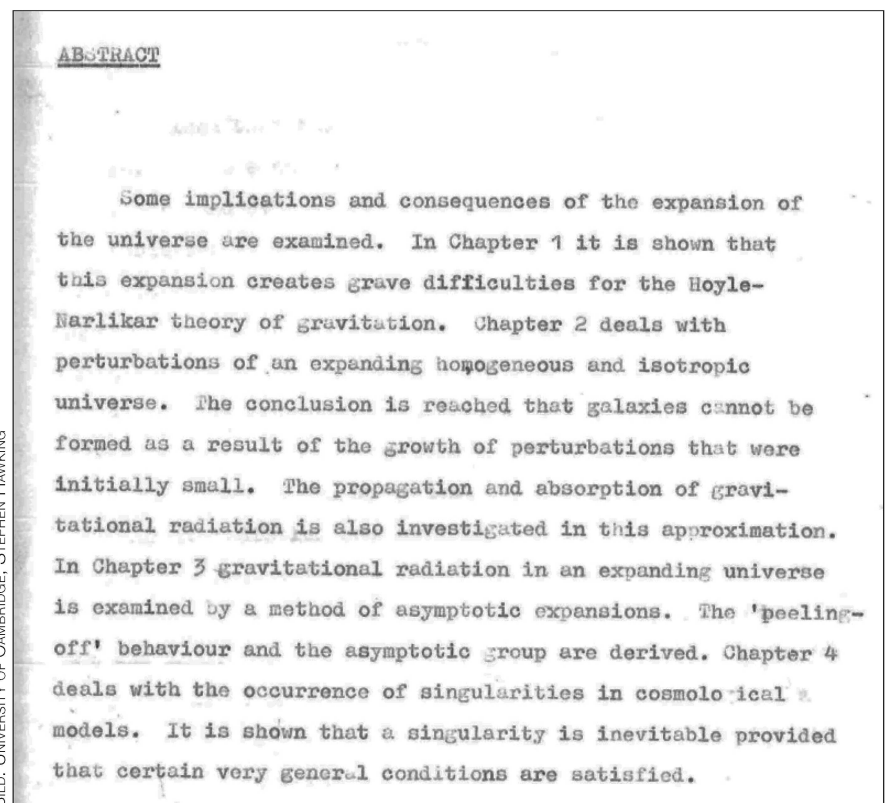 ABSTRACT
Some implications and consequences of the expansion of
the universe are examined. In Chapter 1 it is shown that
this expansion creates grave difficulties for the Hoyle-
Narlikar theory of gravitation. Chapter 2 deals with
perturbations of an expanding homogeneous and isotropic
universe. The conclusion is reached that galaxies cannot be
formed as a result of the growth of perturbations that were
initially small. The propagation and absorption of gravi-
tational radiation is also investigated in this approximation.
In Chapter 3 gravitational radiation in an expanding universe
is examined by a method of asymptotic expansions. The 'peeling-
off' behaviour and the asymptotic group are derived. Chapter 4
deals with the occurrence of singularities in cosmological
models. It is shown that a singularity is inevitable provided
that certain very general conditions are satisfied.
BILD: UNIVERSITY OF CAMBRIDGE, STEPHEN HAWKING